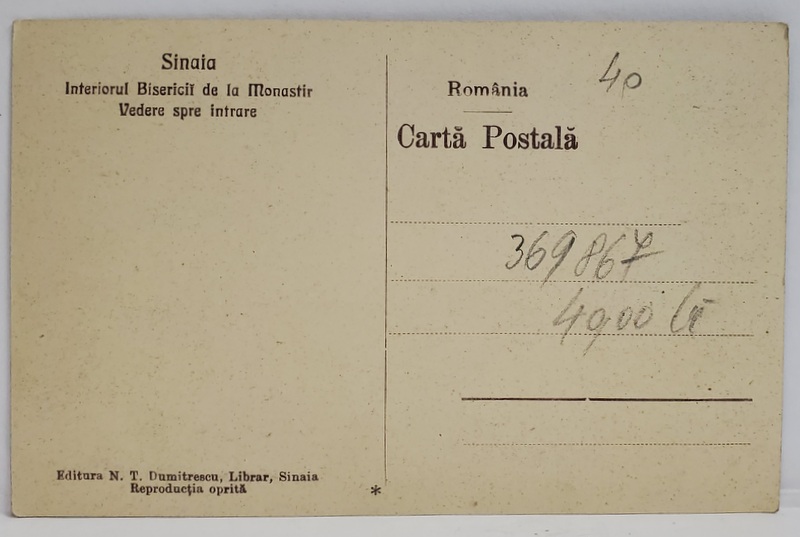 Sinaia
Interiorul Bisericii de la Monastir
Vedere spre intrare
Editura N. T. Dumitrescu, Librar, Sinaia
Reproducția oprită
*
40
România
Cartă Postală
369867
4900 lei